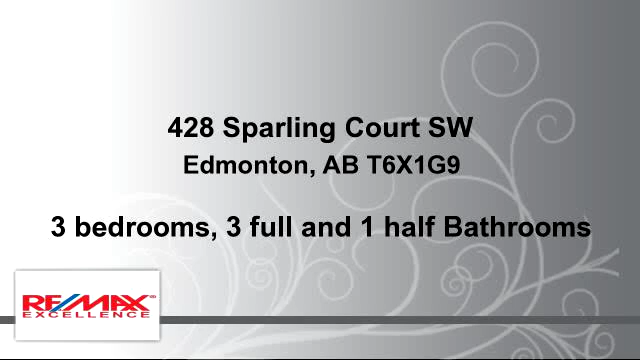 428 Sparling Court SW
Edmonton, AB T6X1G9
3 bedrooms, 3 full and 1 half Bathrooms
RE/MAX
EXCELLENCE